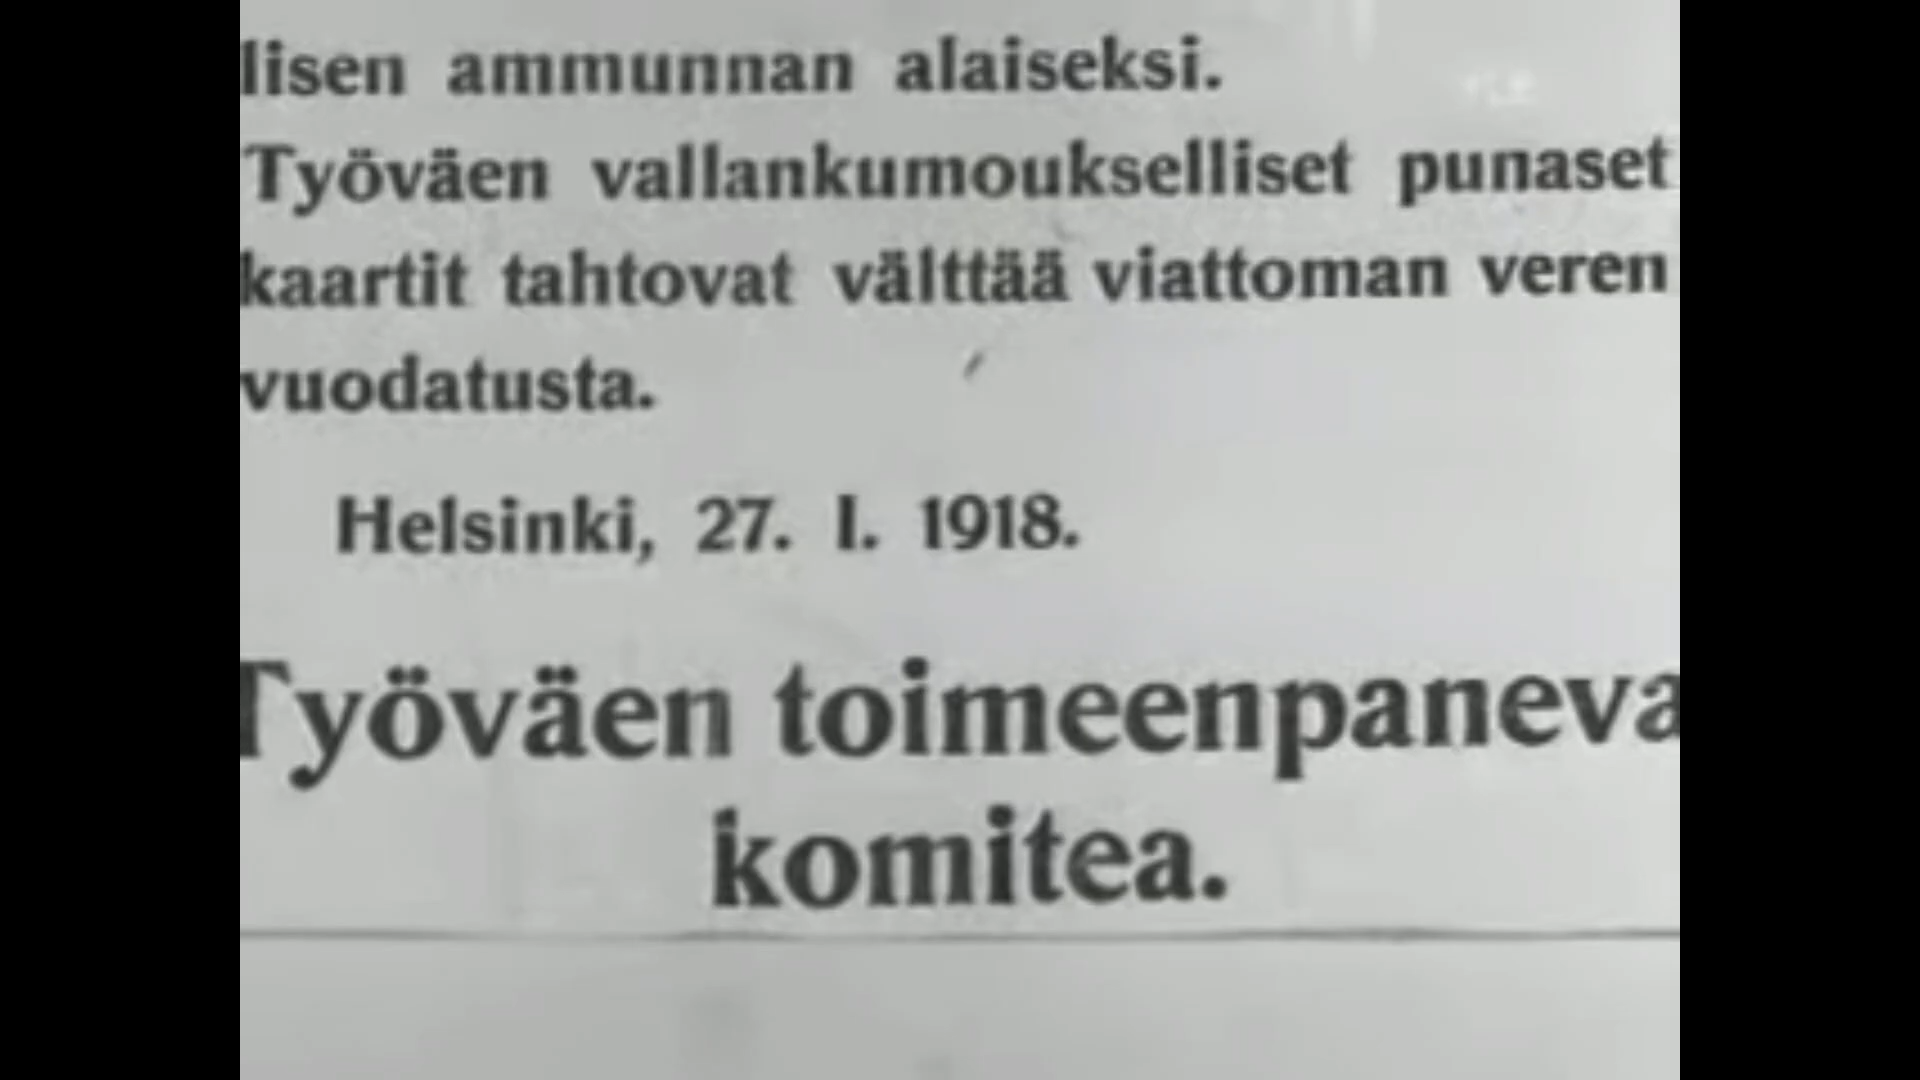 lisen ammunnan alaiseksi.
Työväen vallankumoukselliset punaset
kaartit tahtovat välttää viattoman veren
vuodatusta.
Helsinki, 27. I. 1918.
Työväen toimeenpaneva
komitea.